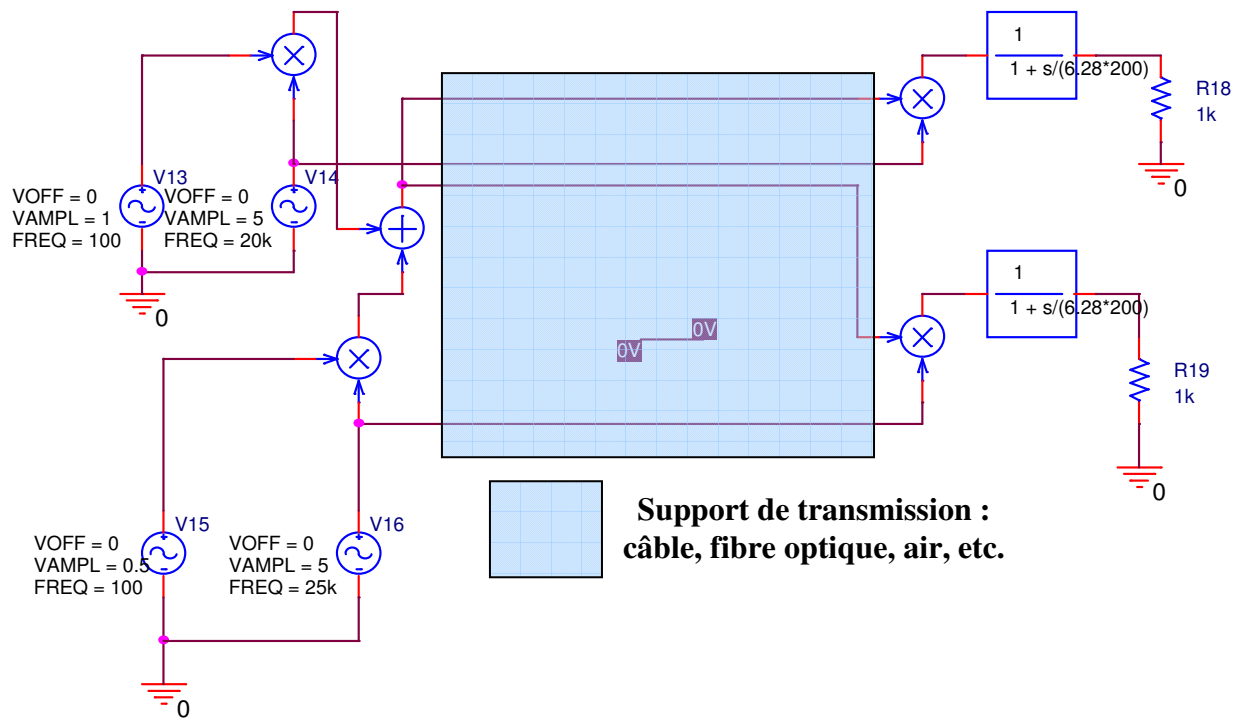 1
1 + s/(6.28*200)
R18
1k
0
V13
VOFF = 0
VAMPL = 1
FREQ = 100
V14
VOFF = 0
VAMPL = 5
FREQ = 20k
0
1
1 + s/(6.28*200)
0V
0V
R19
1k
0
Support de transmission :
câble, fibre optique, air, etc.
V15
VOFF = 0
VAMPL = 0.5
FREQ = 100
V16
VOFF = 0
VAMPL = 5
FREQ = 25k
0